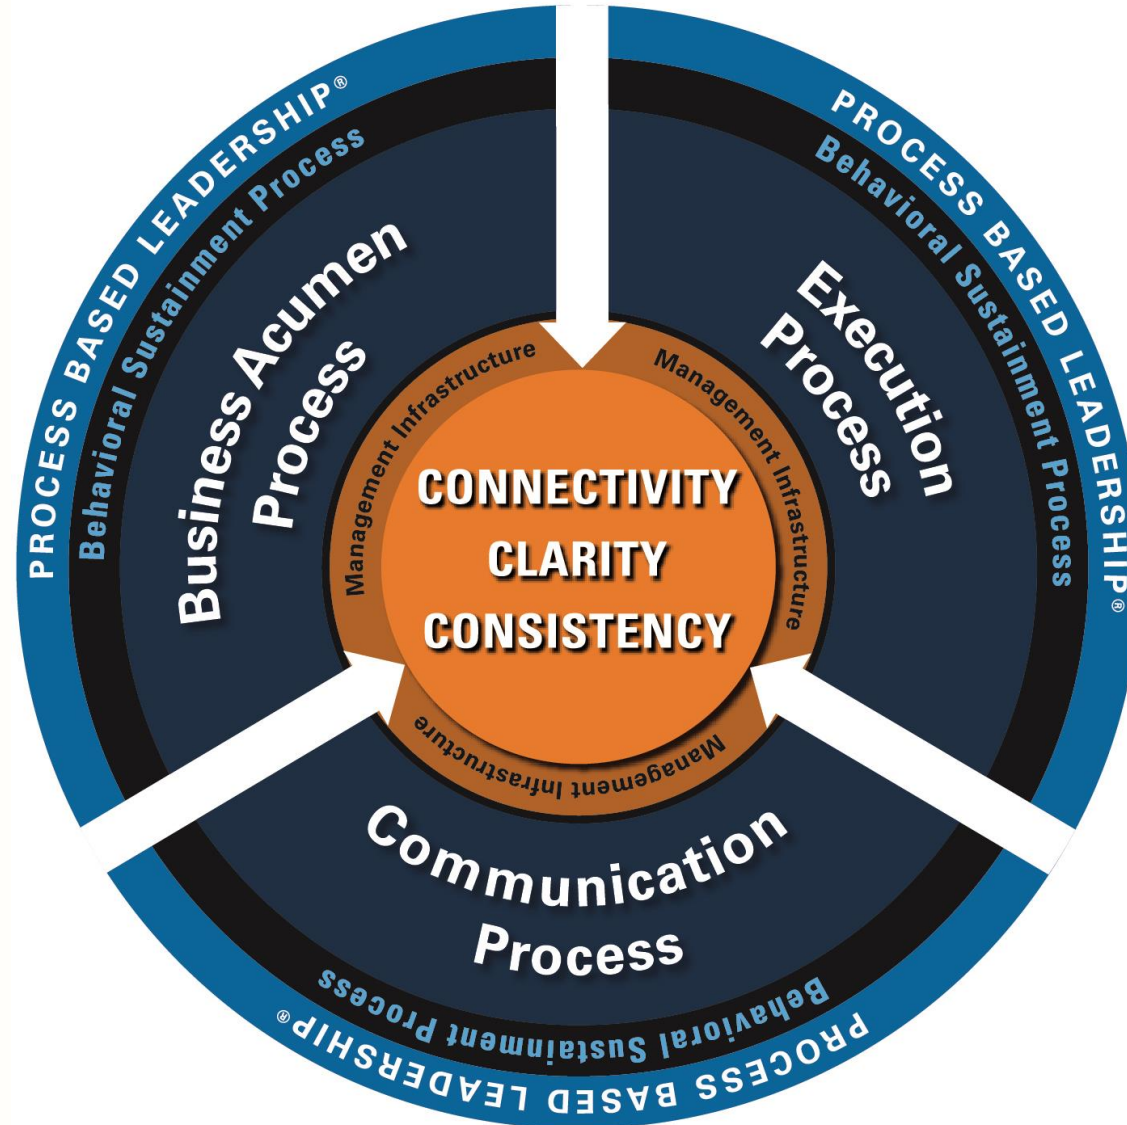 PROCESS BASED LEADERSHIP®
Behavioral Sustainment Process
Business Acumen
Process
Management Infrastructure
PROCESS BASED LEADERSHIP®
Behavioral Sustainment Process
Execution
Process
Management Infrastructure
CONNECTIVITY
CLARITY
CONSISTENCY
Management Infrastructure
Communication
Process
Behavioral Sustainment Process
PROCESS BASED LEADERSHIP®